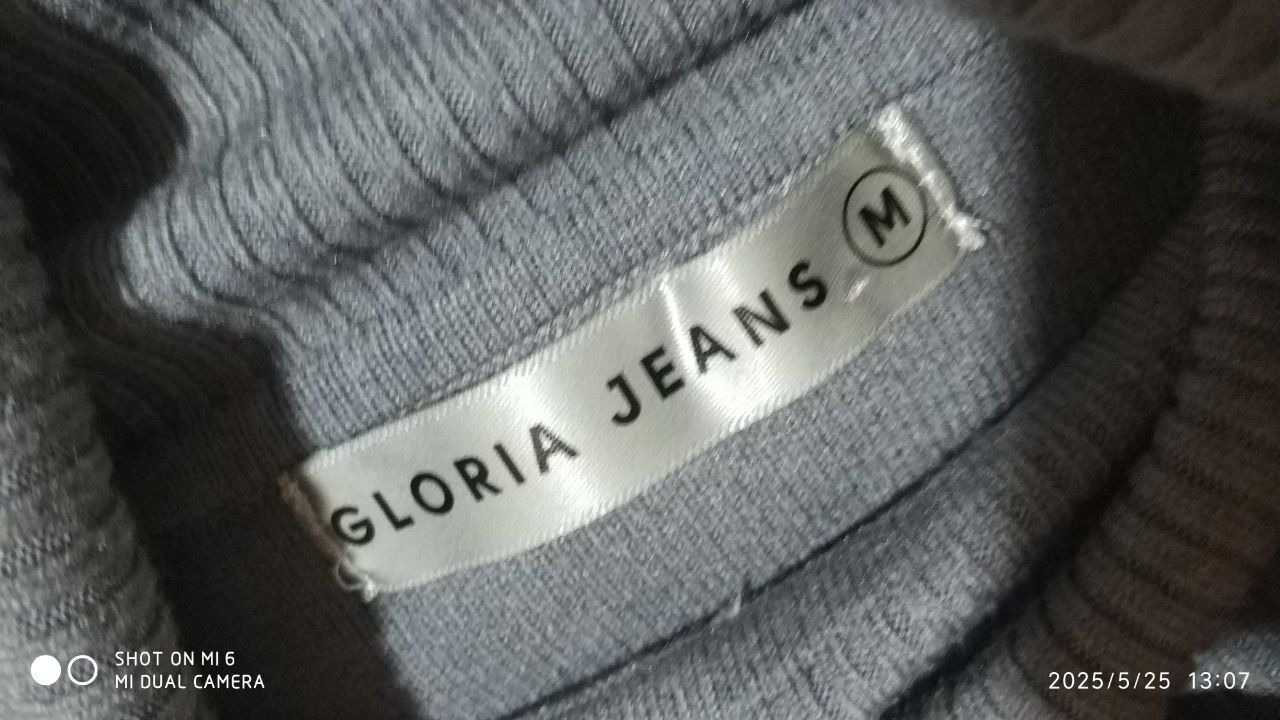 GLORIA JEANS M
SHOT ON MI 6
MI DUAL CAMERA
2025/5/25 13:07